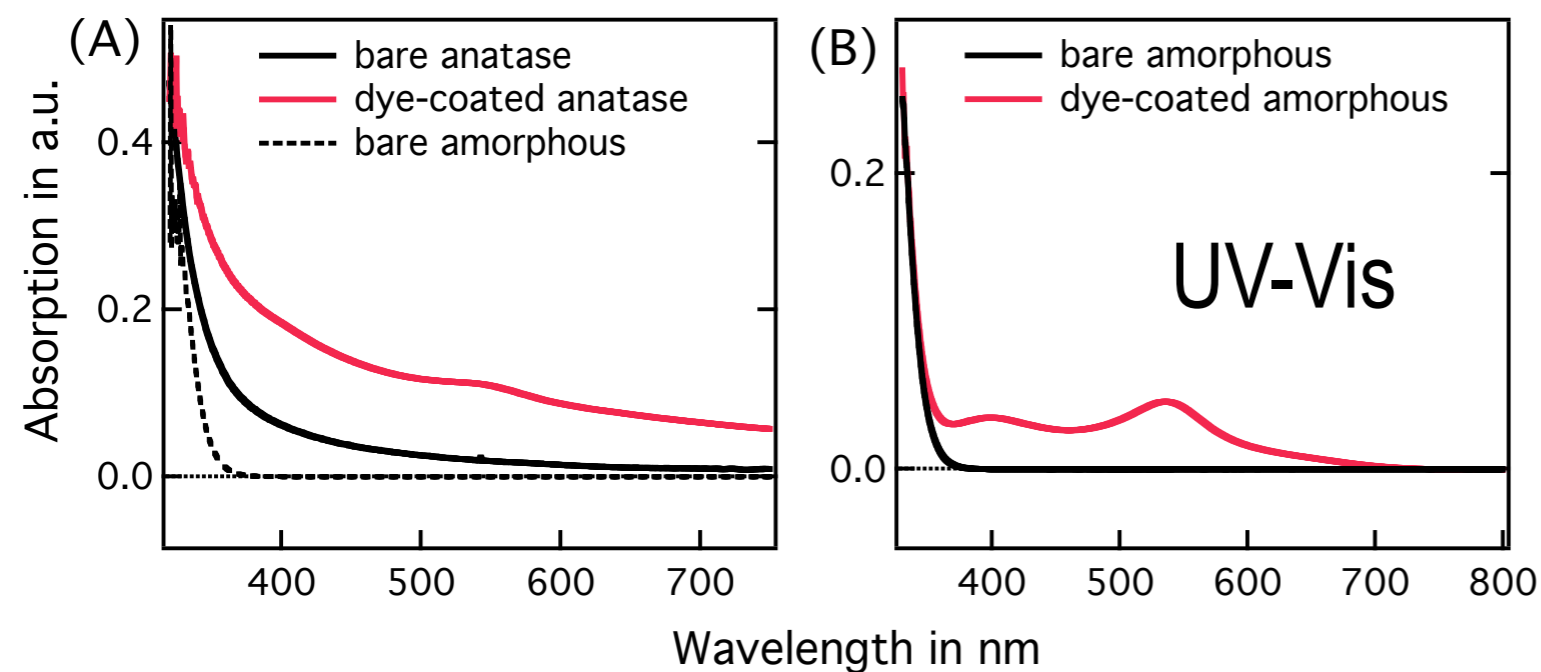 (A)
bare anatase
dye-coated anatase
bare amorphous
Absorption in a.u.
0.4
0.2
0.0
400 500 600 700
(B)
bare amorphous
dye-coated amorphous
UV-Vis
0.2
0.0
400 500 600 700 800
Wavelength in nm